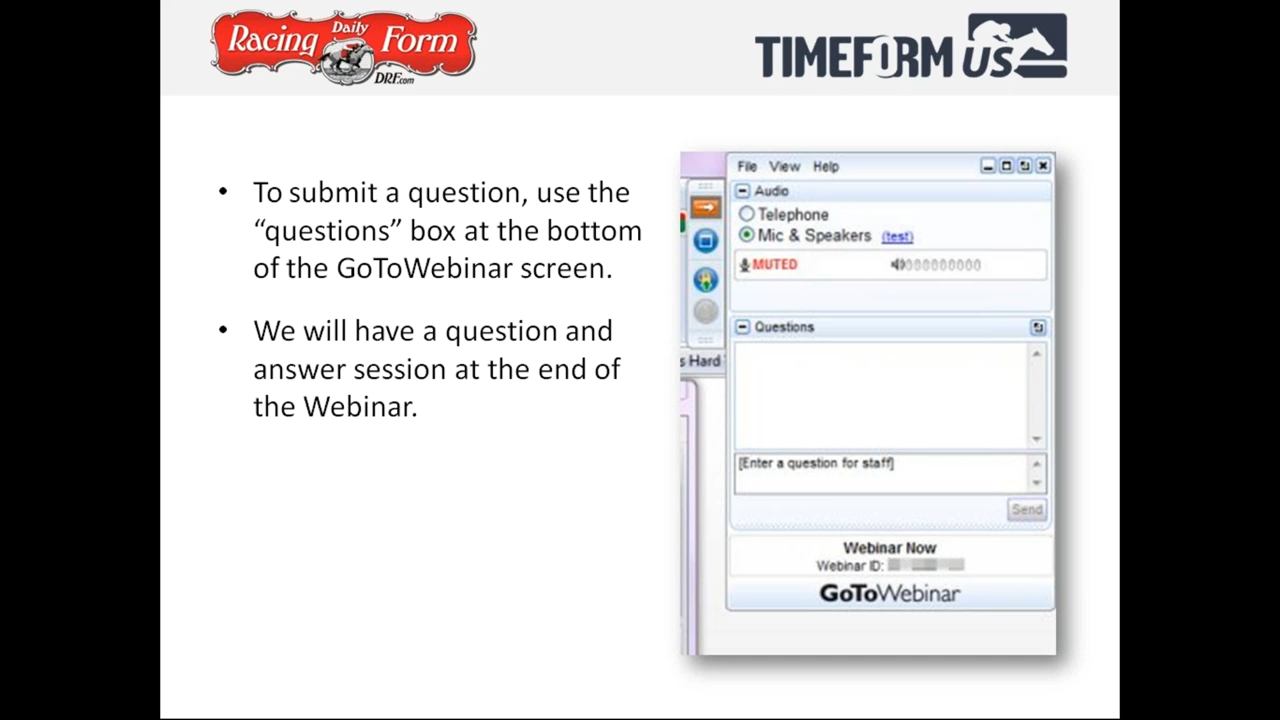 Racing Daily Form
DRF.com
TIMEFORM US
• To submit a question, use the
“questions” box at the bottom
of the GoToWebinar screen.
• We will have a question and
answer session at the end of
the Webinar.
File View Help
Audio
Telephone
Mic & Speakers (test)
MUTED
Questions
s Hard
[Enter a question for staff]
Send
Webinar Now
Webinar ID:
GoToWebinar